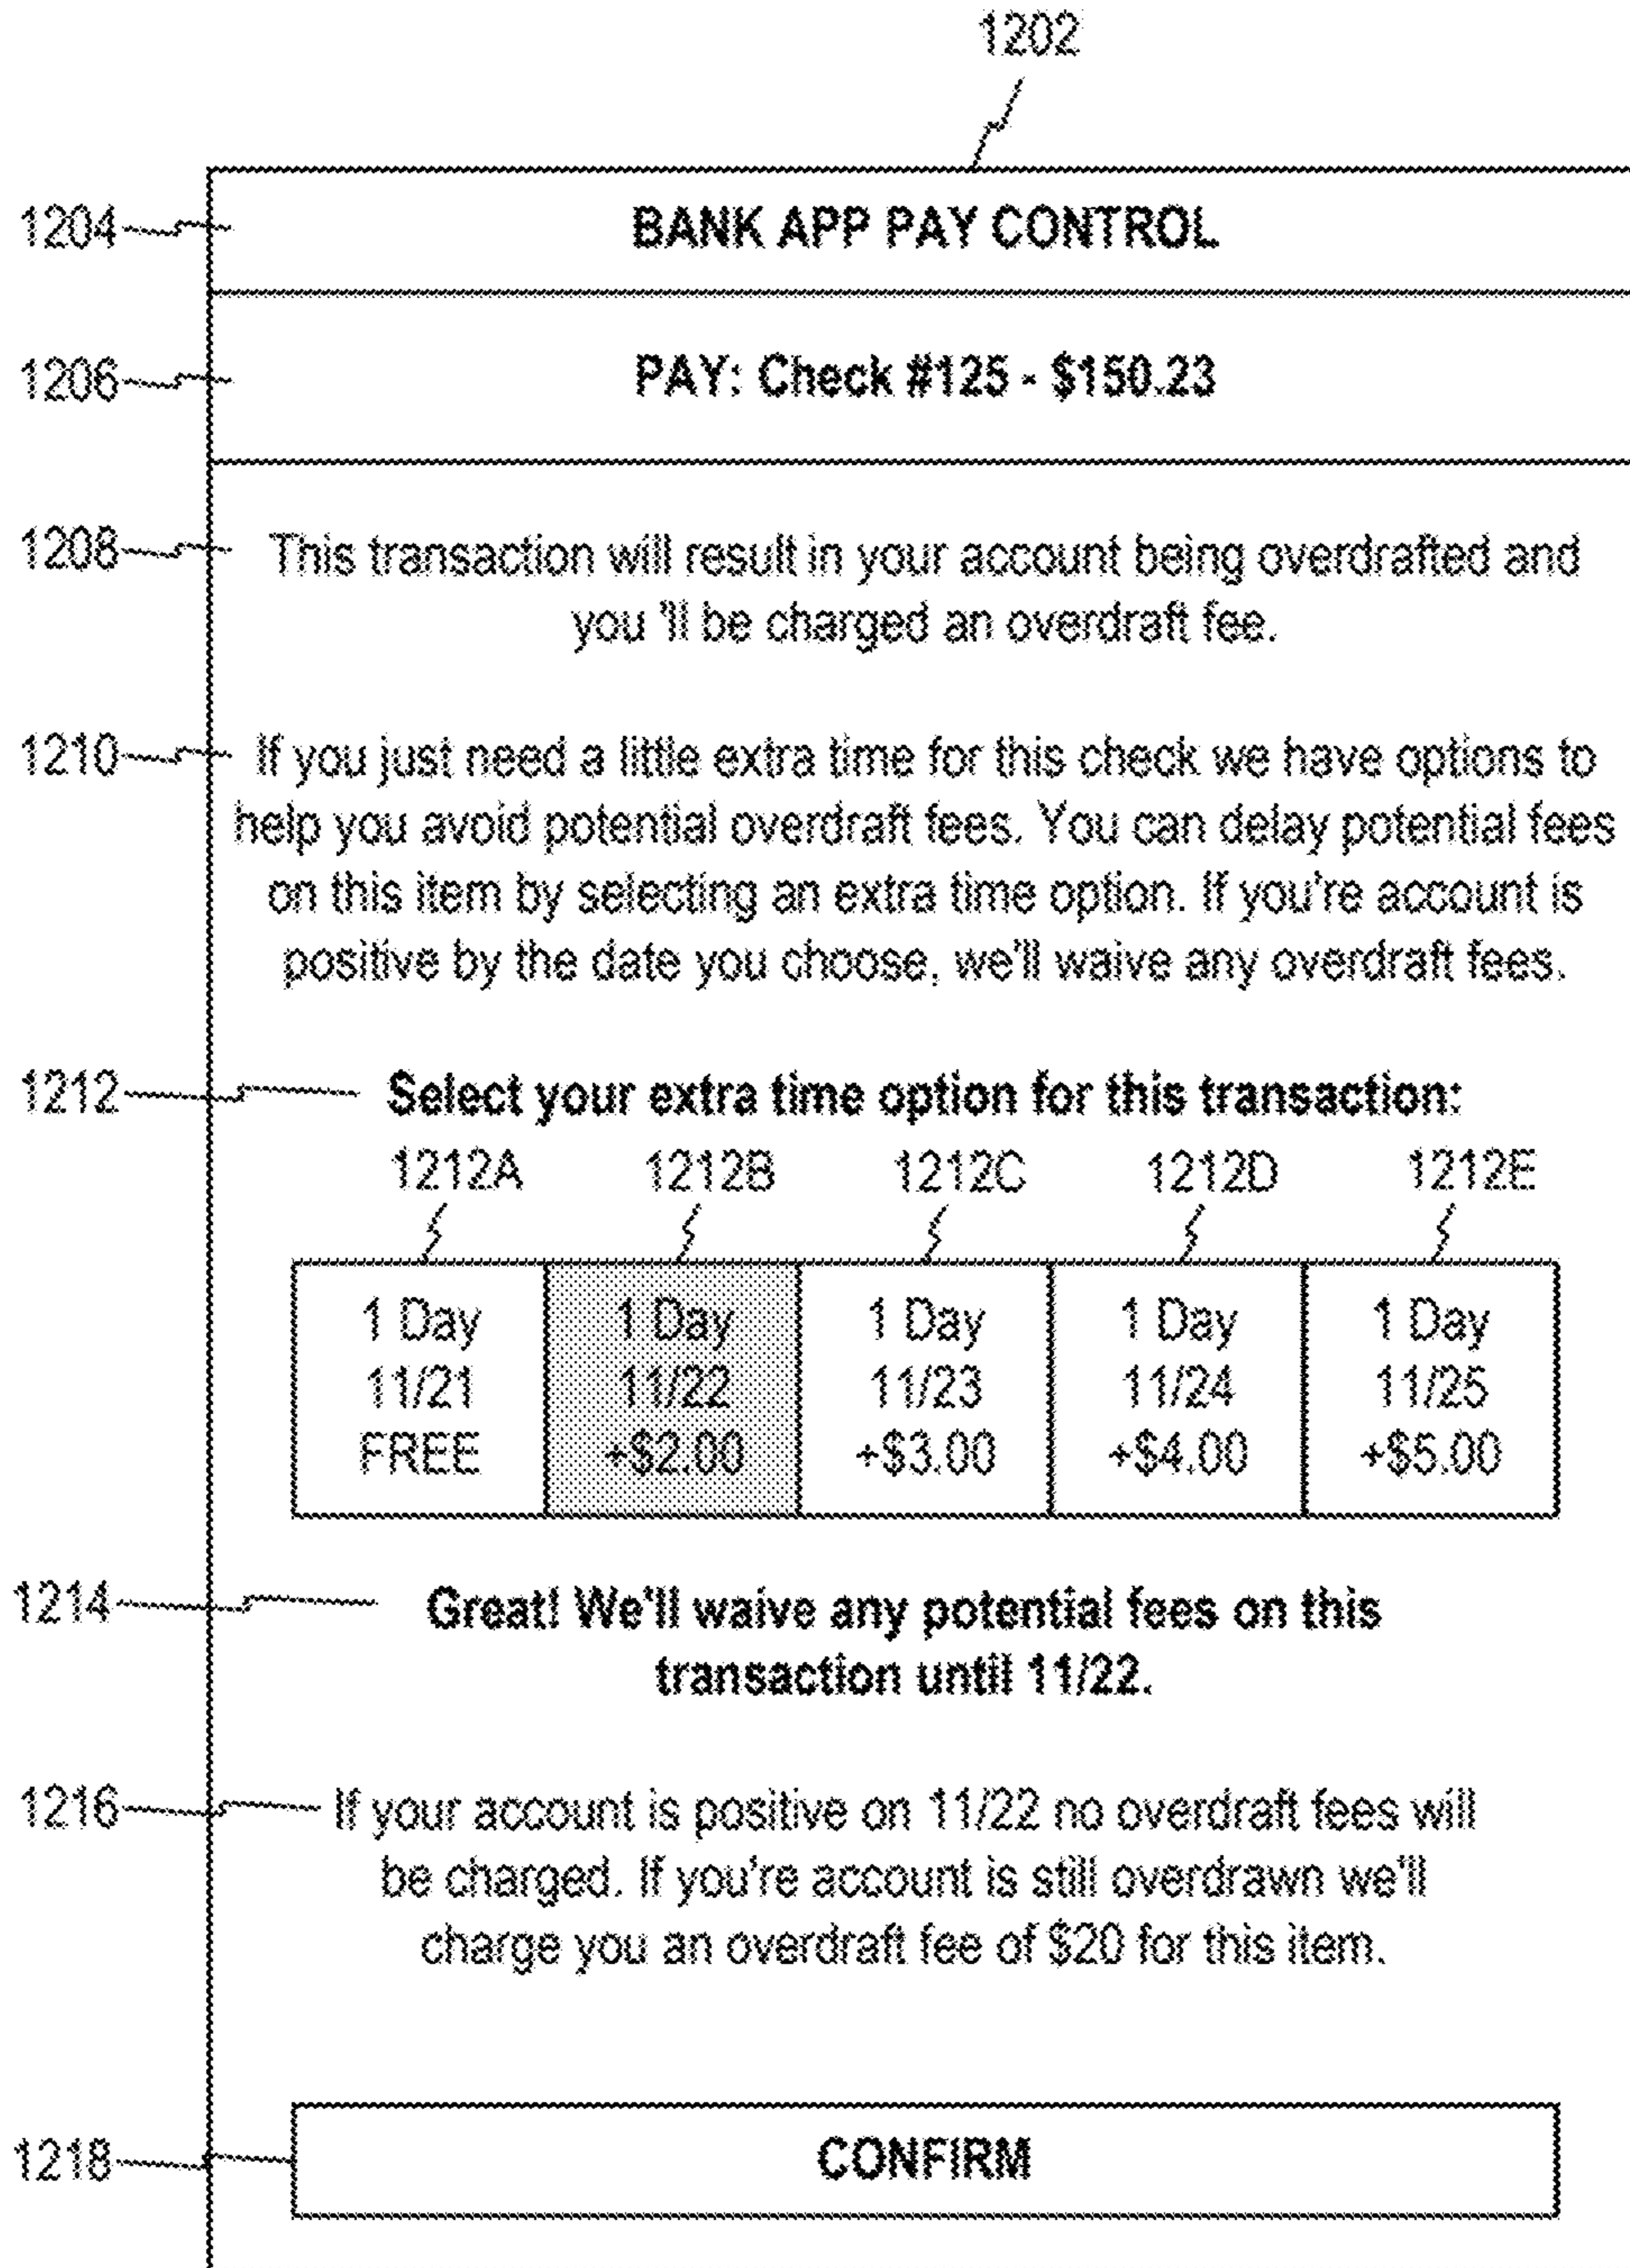 1202
1204
BANK APP PAY CONTROL
1206
PAY: Check #125 - $150.23
1208
This transaction will result in your account being overdrafted and
you 'll be charged an overdraft fee.
1210
If you just need a little extra time for this check we have options to
help you avoid potential overdraft fees. You can delay potential fees
on this item by selecting an extra time option. If you're account is
positive by the date you choose, we'll waive any overdraft fees.
1212
Select your extra time option for this transaction:
1212A 1212B 1212C 1212D 1212E
1 Day 1 Day 1 Day 1 Day 1 Day
11/21 11/22 11/23 11/24 11/25
FREE +$2.00 +$3.00 +$4.00 +$5.00
1214
Great! We'll waive any potential fees on this
transaction until 11/22.
1216
If your account is positive on 11/22 no overdraft fees will
be charged. If you're account is still overdrawn we'll
charge you an overdraft fee of $20 for this item.
1218
CONFIRM